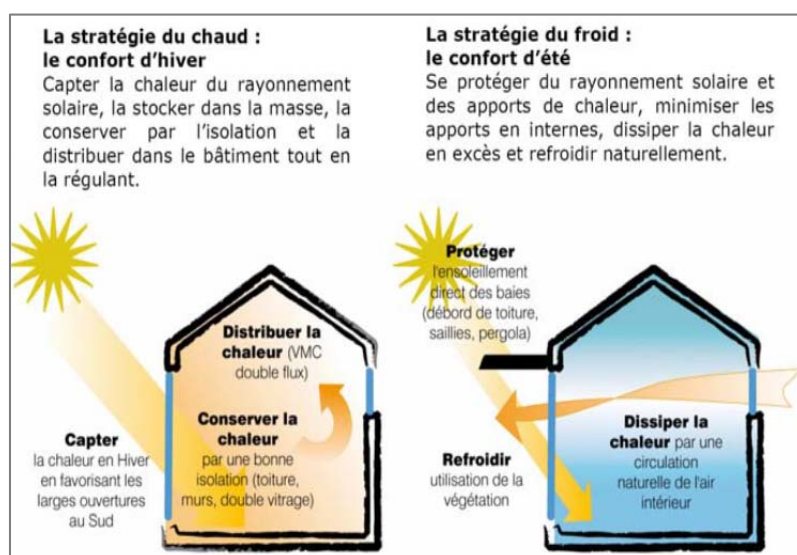 La stratégie du chaud :
le confort d'hiver
Capter la chaleur du rayonnement
solaire, la stocker dans la masse, la
conserver par l'isolation et la
distribuer dans le bâtiment tout en
la régulant.
La stratégie du froid :
le confort d'été
Se protéger du rayonnement solaire et
des apports de chaleur, minimiser les
apports en internes, dissiper la chaleur
en excès et refroidir naturellement.
Distribuer la
chaleur (VMC
double flux)
Conserver la
chaleur
par une bonne
isolation (toiture,
murs, double vitrage)
Capter
la chaleur en Hiver
en favorisant les
larges ouvertures
au Sud
Protéger
l'ensoleillement
direct des baies
(débord de toiture,
saillies, pergola)
Refroidir
utilisation de la
végétation
Dissiper la
chaleur par une
circulation
naturelle de l'air
intérieur